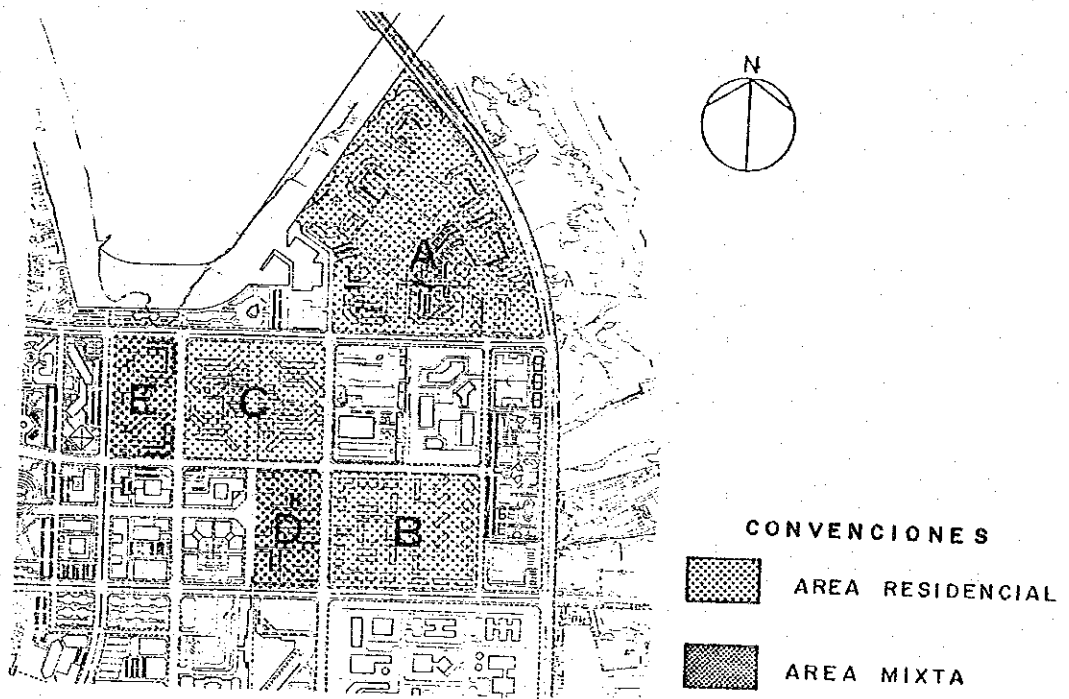 N
A
E
C
D
B
CONVENCIONES
AREA RESIDENCIAL
AREA MIXTA